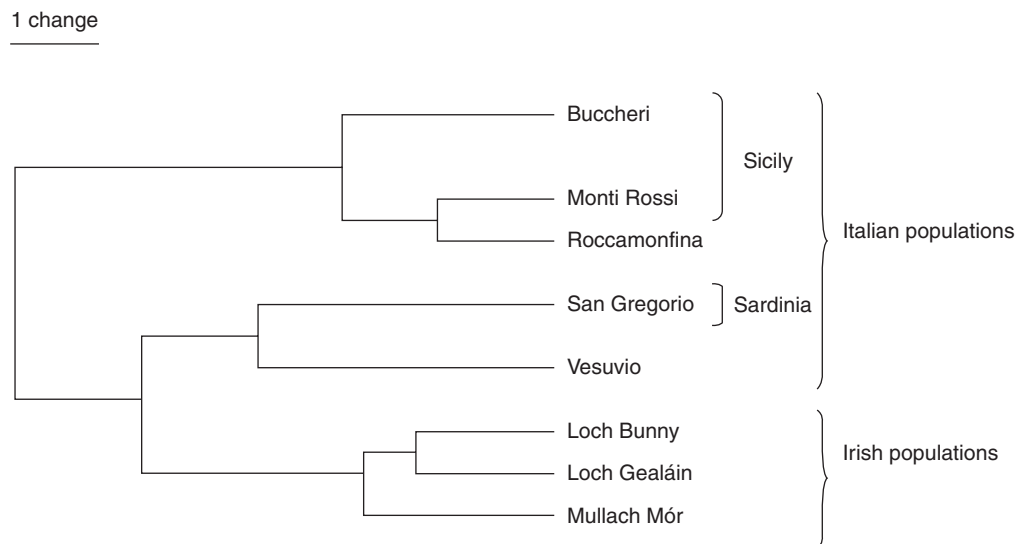 1 change
Buccheri
Monti Rossi
Roccamonfina
Sicily
San Gregorio
Sardinia
Vesuvio
Italian populations
Loch Bunny
Loch Gealáin
Mullach Mór
Irish populations